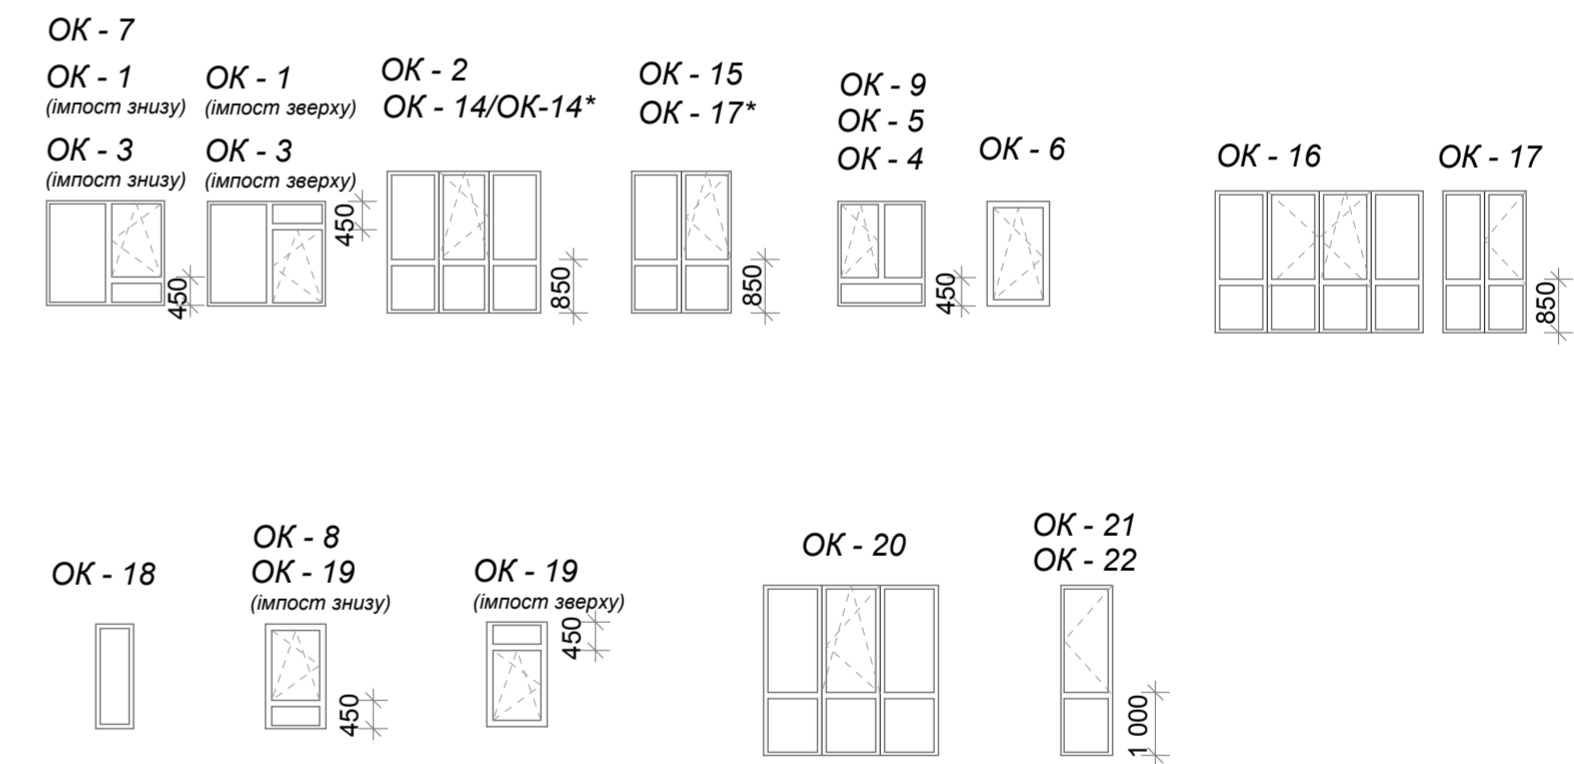 ОК - 7
ОК - 1
(імпост знизу)
ОК - 3
(імпост знизу)
450
ОК - 1
(імпост зверху)
ОК - 3
(імпост зверху)
450
ОК - 2
ОК - 14/ОК-14*
850
ОК - 15
ОК - 17*
850
ОК - 9
ОК - 5
ОК - 4
450
ОК - 6
ОК - 16
ОК - 17
850
ОК - 18
ОК - 8
ОК - 19
(імпост знизу)
450
ОК - 19
(імпост зверху)
450
ОК - 20
ОК - 21
ОК - 22
1 000